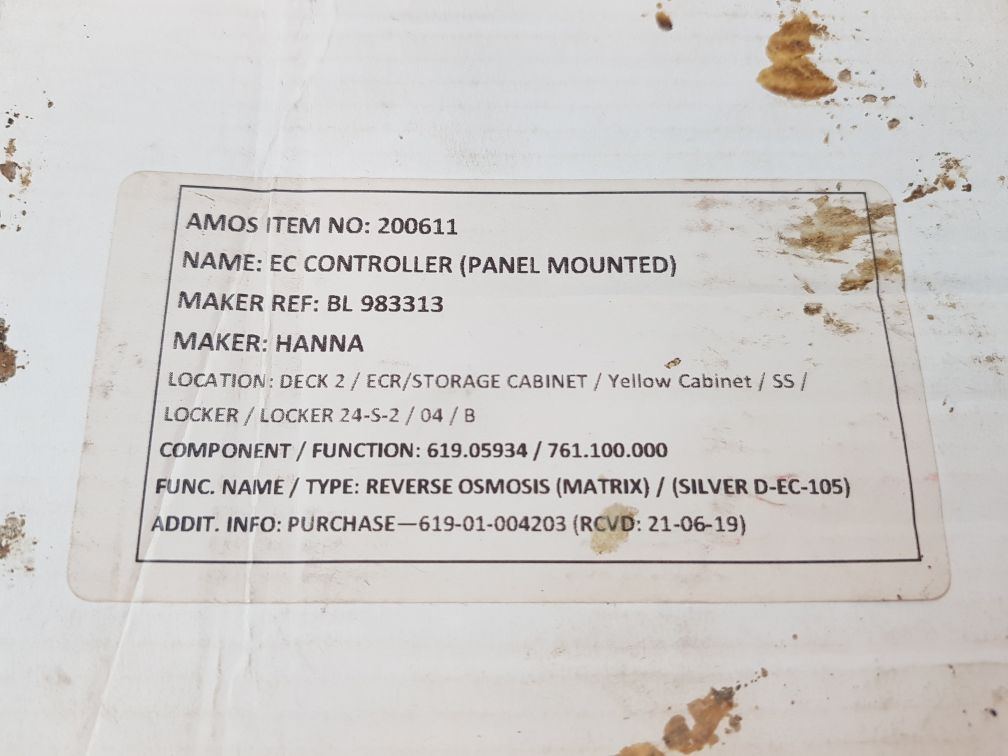 AMOS ITEM NO: 200611
NAME: EC CONTROLLER (PANEL MOUNTED)
MAKER REF: BL 983313
MAKER: HANNA
LOCATION: DECK 2 / ECR/STORAGE CABINET / Yellow Cabinet / SS /
LOCKER / LOCKER 24-S-2 / 04 / B
COMPONENT / FUNCTION: 619.05934 / 761.100.000
FUNC. NAME / TYPE: REVERSE OSMOSIS (MATRIX) / (SILVER D-EC-105)
ADDIT. INFO: PURCHASE—619-01-004203 (RCVD: 21-06-19)